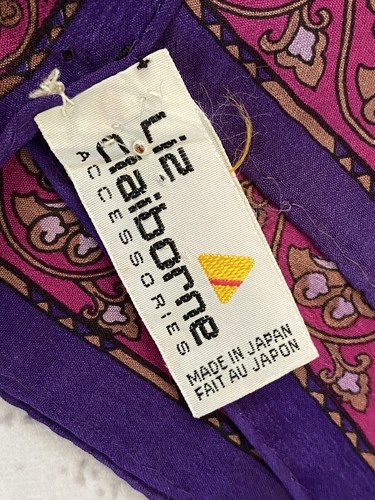 Liz
claiborne
ACCESSORIES
MADE IN JAPAN
FAIT AU JAPON